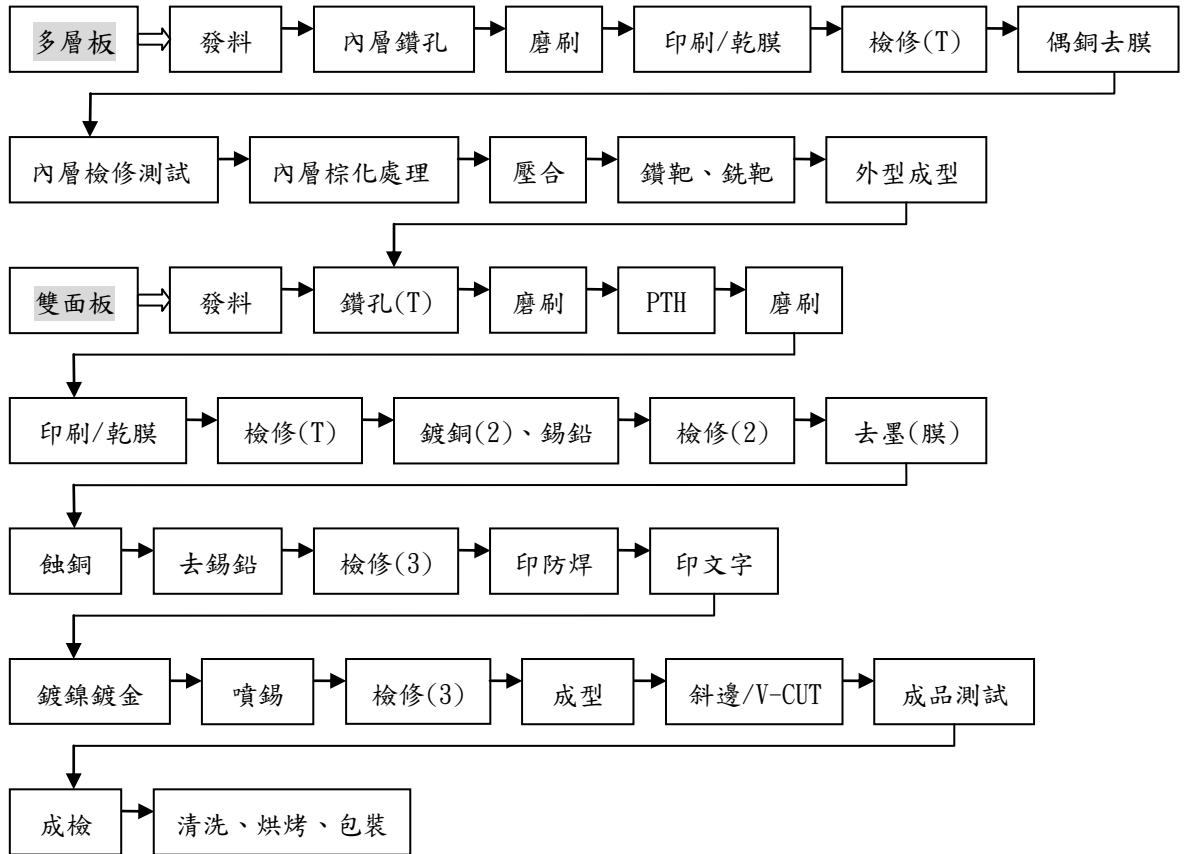 多層板 發料 內層鑽孔 磨刷 印刷/乾膜 檢修(T) 偶銅去膜
內層檢修測試 內層棕化處理 壓合 鑽靶、銑靶 外型成型
雙面板 發料 鑽孔(T) 磨刷 PTH 磨刷
印刷/乾膜 檢修(T) 鍍銅(2)、錫鉛 檢修(2) 去墨(膜)
蝕銅 去錫鉛 檢修(3) 印防焊 印文字
鍍鎳鍍金 噴錫 檢修(3) 成型 斜邊/V-CUT 成品測試
成檢 清洗、烘烤、包裝